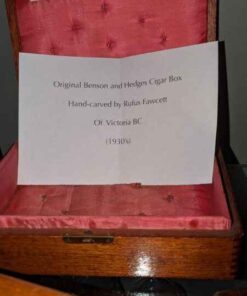 Original Benson and Hedges Cigar Box
Hand-carved by Rufus Fawcett
Of Victoria BC
(1930's)